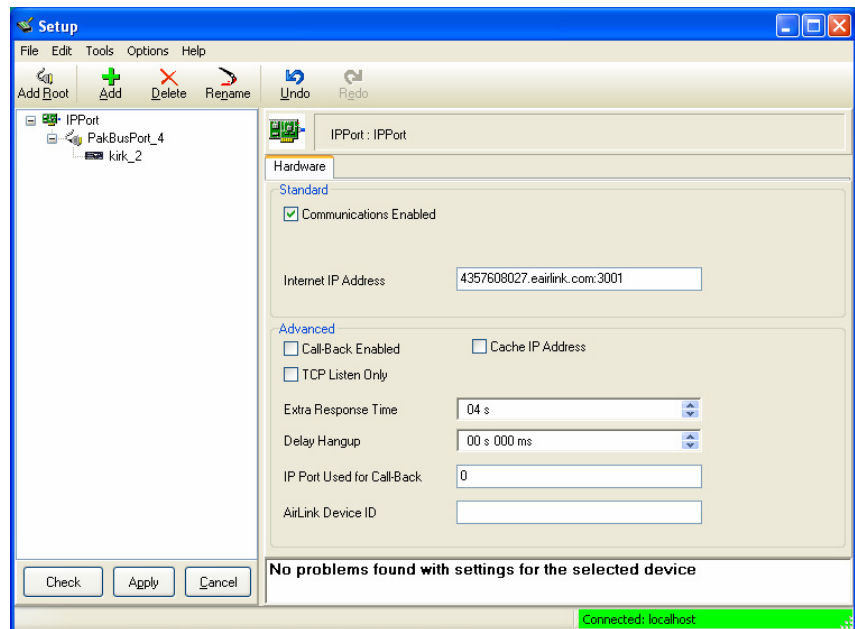 Setup
File Edit Tools Options Help
Add Root Add Delete Rename Undo Redo
IPPort
PakBusPort_4
kirk_2
IPPort : IPPort
Hardware
Standard
Communications Enabled
Internet IP Address 4357608027.eairlink.com:3001
Advanced
Call-Back Enabled Cache IP Address
TCP Listen Only
Extra Response Time 04 s
Delay Hangup 00 s 000 ms
IP Port Used for Call-Back 0
AirLink Device ID
Check Apply Cancel
No problems found with settings for the selected device
Connected: localhost